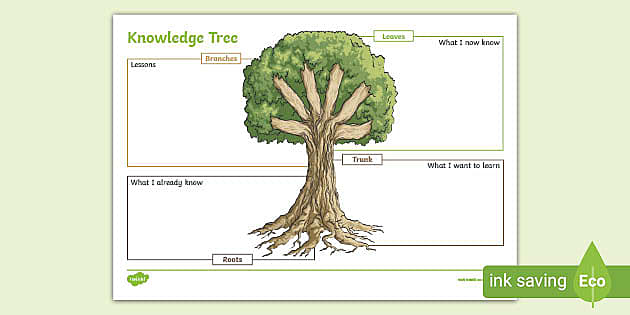 Knowledge Tree
Leaves
What I now know
Branches
Lessons
Trunk
What I want to learn
What I already know
Roots
twinkl
ink saving
Eco